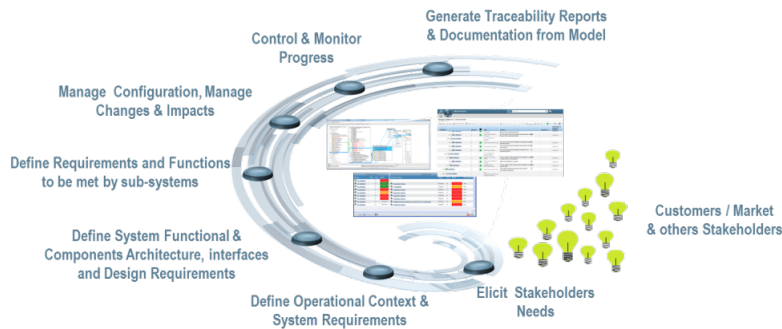 Generate Traceability Reports
& Documentation from Model
Control & Monitor
Progress
Manage Configuration, Manage
Changes & Impacts
Define Requirements and Functions
to be met by sub-systems
Customers / Market
& others Stakeholders
Define System Functional &
Components Architecture, interfaces
and Design Requirements
Elicit Stakeholders
Needs
Define Operational Context &
System Requirements